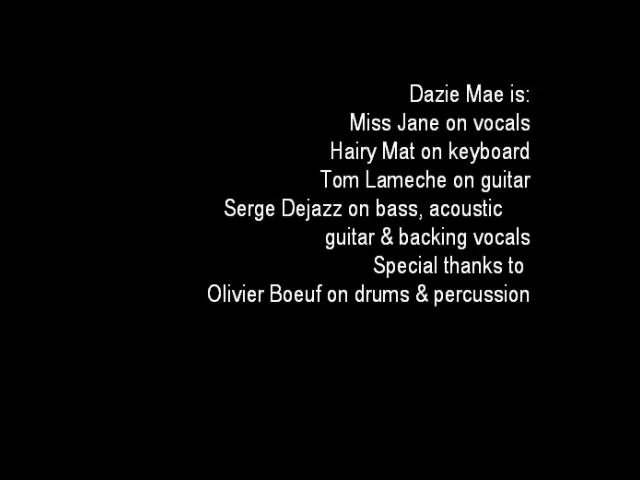 Dazie Mae is:
Miss Jane on vocals
Hairy Mat on keyboard
Tom Lameche on guitar
Serge Dejazz on bass, acoustic
guitar & backing vocals
Special thanks to
Olivier Boeuf on drums & percussion